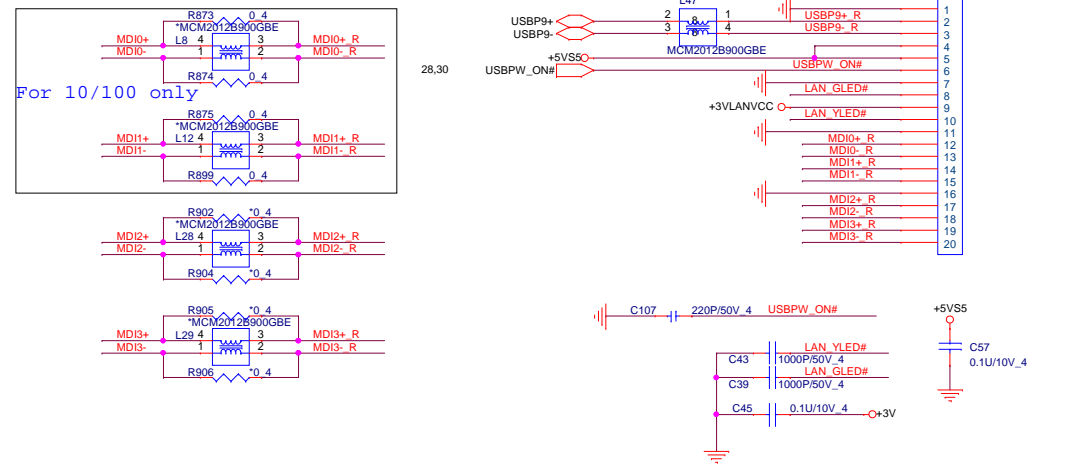 R873 0_4
*MCM2012B900GBE
MDI0+ L8 4 3 MDI0+_R
MDI0- 1 2 MDI0-_R
R874 0_4
For 10/100 only
R875 0_4
*MCM2012B900GBE
MDI1+ L12 4 3 MDI1+_R
MDI1- 1 2 MDI1-_R
R899 0_4
R902 *0_4
*MCM2012B900GBE
MDI2+ L28 4 3 MDI2+_R
MDI2- 1 2 MDI2-_R
R904 *0_4
R905 *0_4
*MCM2012B900GBE
MDI3+ L29 4 3 MDI3+_R
MDI3- 1 2 MDI3-_R
R906 *0_4
L47
USBP9+ 2 1 USBP9+_R
USBP9- 3 4 USBP9-_R
MCM2012B900GBE
+5VS5
28,30 USBPW_ON# USBPW_ON#
LAN_GLED#
+3VLANVCC
LAN_YLED#
MDI0+_R
MDI0-_R
MDI1+_R
MDI1-_R
MDI2+_R
MDI2-_R
MDI3+_R
MDI3-_R
1
2
3
4
5
6
7
8
9
10
11
12
13
14
15
16
17
18
19
20
C107 220P/50V_4 USBPW_ON#
LAN_YLED#
C43 1000P/50V_4
LAN_GLED#
C39 1000P/50V_4
C45 0.1U/10V_4 +3V
+5VS5
C57
0.1U/10V_4